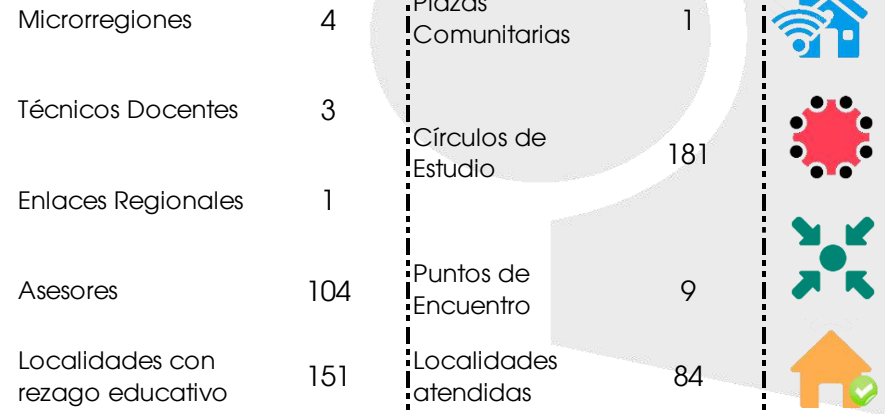 Microrregiones 4
Técnicos Docentes 3
Enlaces Regionales 1
Asesores 104
Localidades con
rezago educativo 151
Plazas
Comunitarias 1
Círculos de
Estudio 181
Puntos de
Encuentro 9
Localidades
atendidas 84